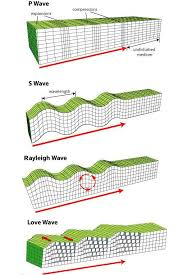 P Wave
compressions
expansions
undisturbed
medium
S Wave
wavelength
Rayleigh Wave
Love Wave